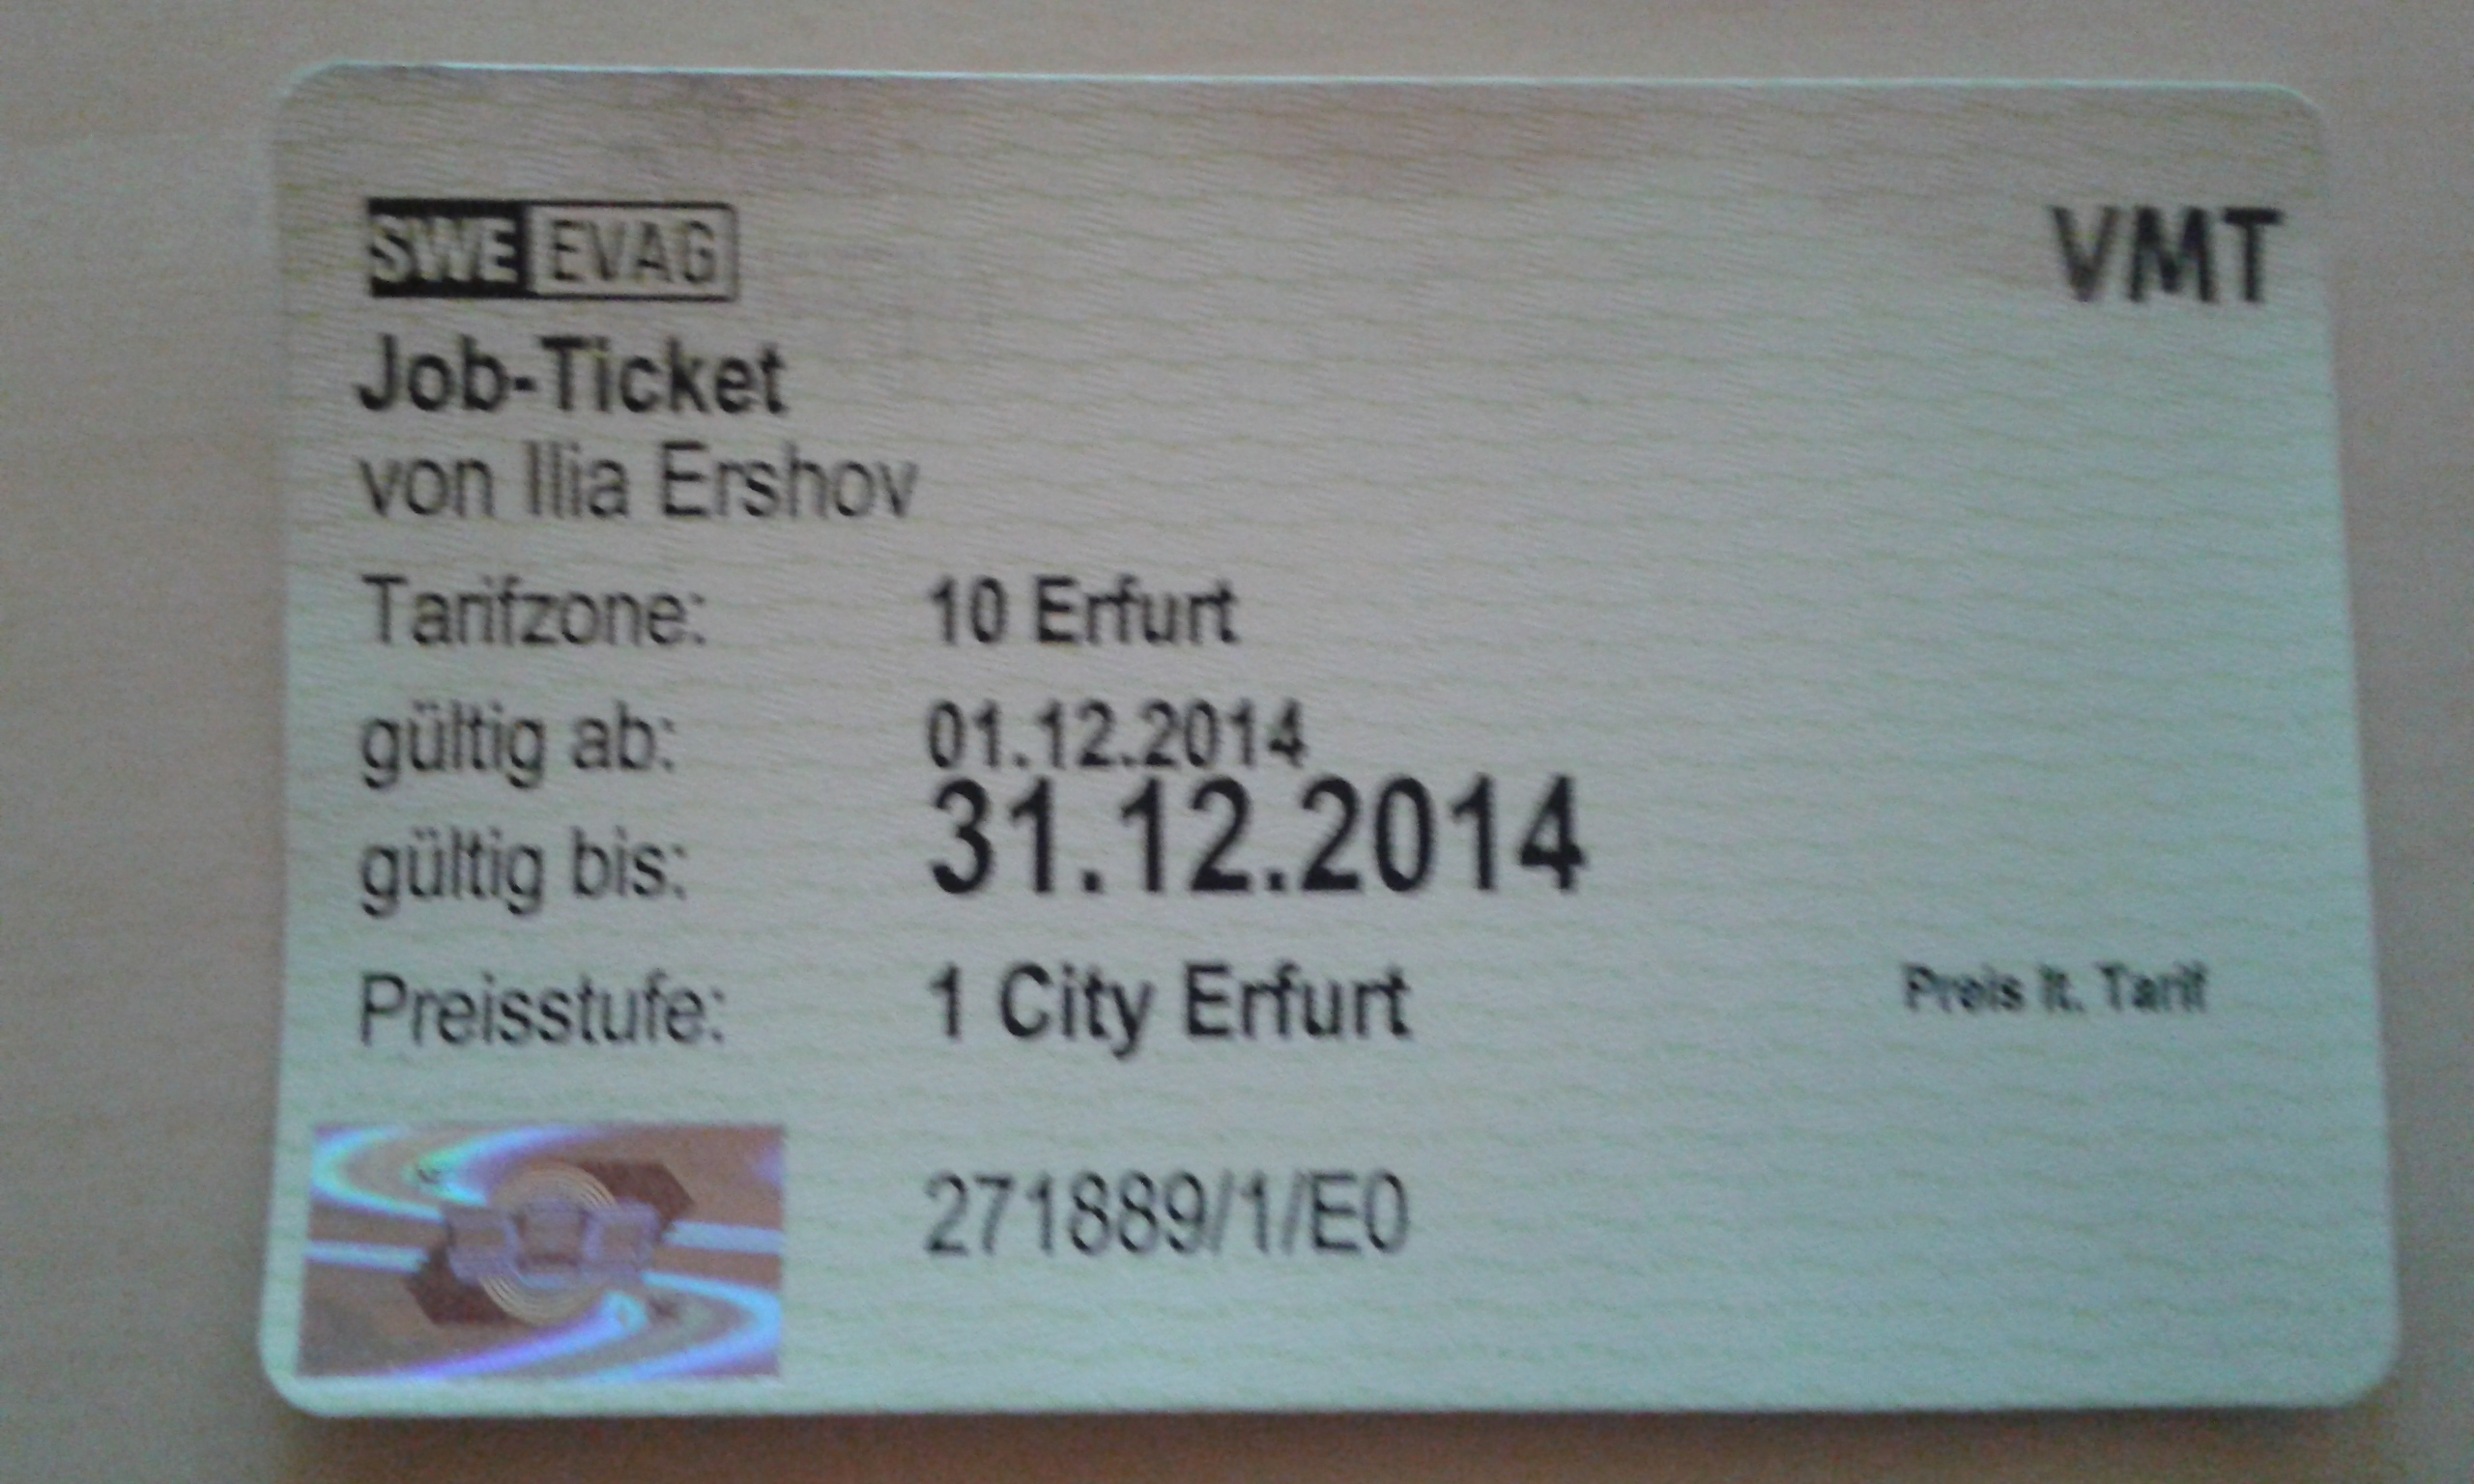 SWE EVAG
VMT
Job-Ticket
von Ilia Ershov
Tarifzone: 10 Erfurt
gültig ab: 01.12.2014
gültig bis: 31.12.2014
Preisstufe: 1 City Erfurt Preis lt. Tarif
271889/1/E0